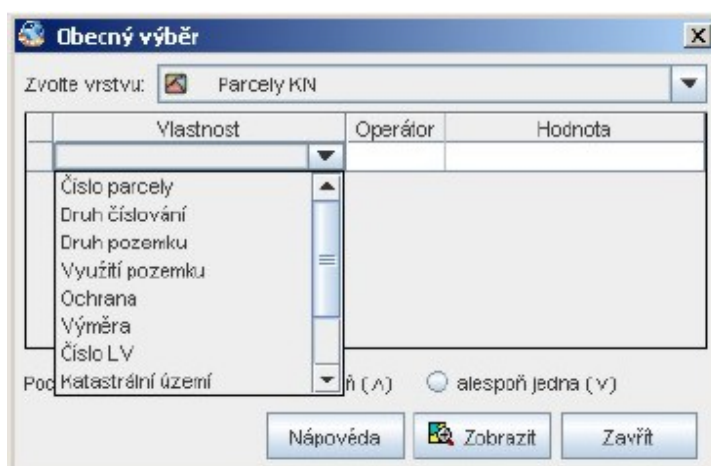 Obecný výběr
Zvolte vrstvu: Parcely KN
Vlastnost Operátor Hodnota
Číslo parcely
Druh číslování
Druh pozemku
Využití pozemku
Ochrana
Výměra
Číslo LV
Katastrální území
Poc ň (∧) alespoň jedna (∨)
Nápověda Zobrazit Zavřít